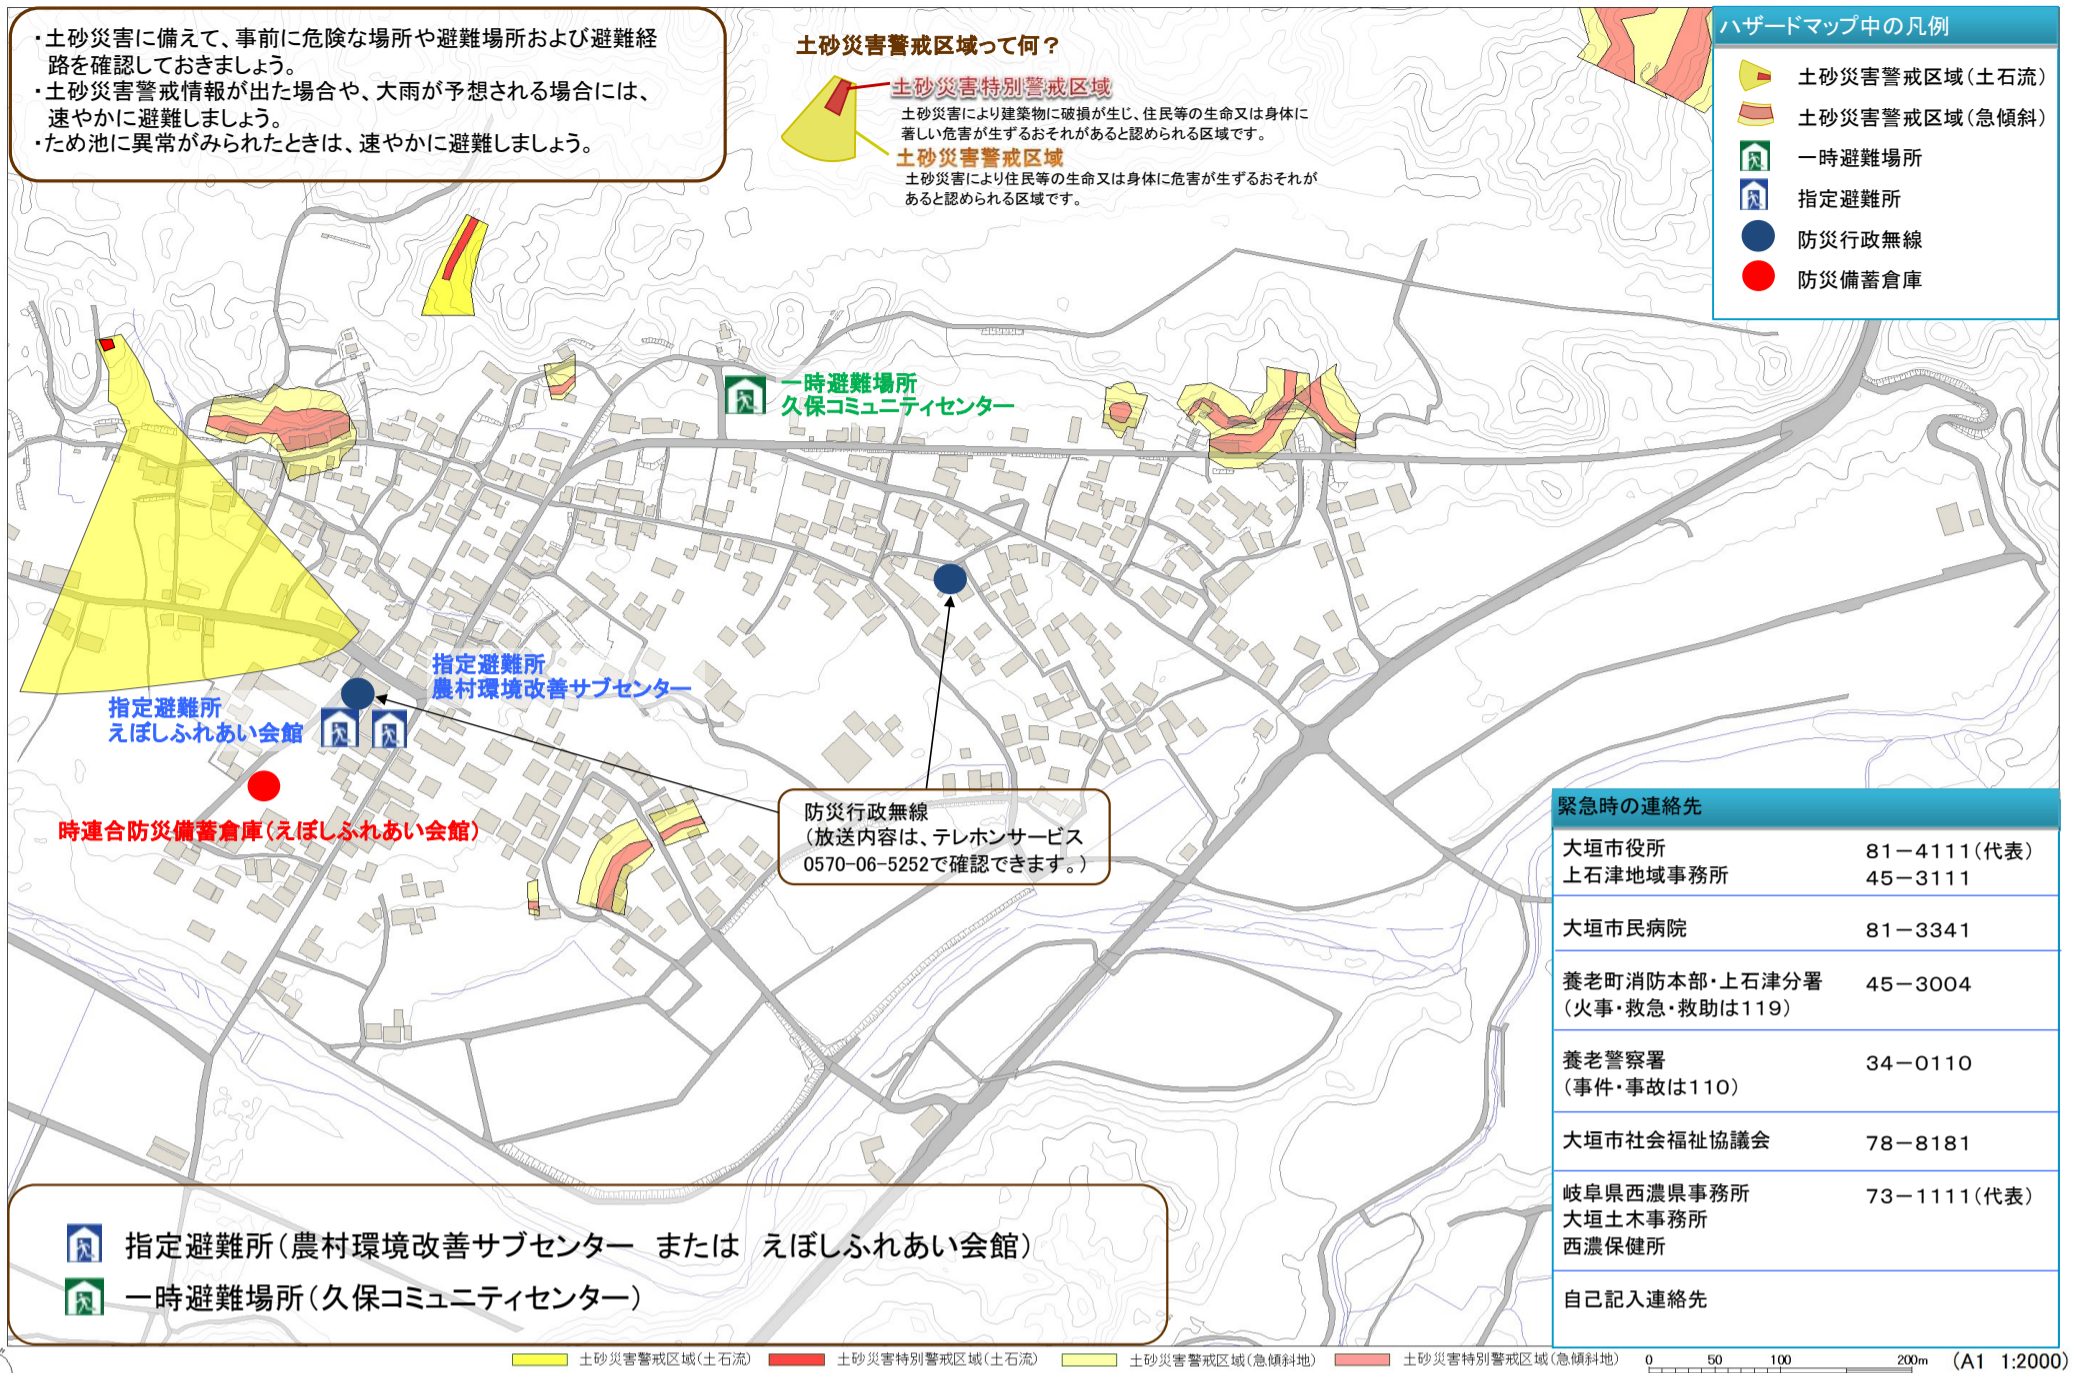 ・土砂災害に備えて、事前に危険な場所や避難場所および避難経
路を確認しておきましょう。
・土砂災害警戒情報が出た場合や、大雨が予想される場合には、
速やかに避難しましょう。
・ため池に異常がみられたときは、速やかに避難しましょう。
土砂災害警戒区域って何？
土砂災害特別警戒区域
土砂災害により建築物に破損が生じ、住民等の生命又は身体に
著しい危害が生ずるおそれがあると認められる区域です。
土砂災害警戒区域
土砂災害により住民等の生命又は身体に危害が生ずるおそれが
あると認められる区域です。
ハザードマップ中の凡例
土砂災害警戒区域（土石流）
土砂災害警戒区域（急傾斜）
一時避難場所
指定避難所
防災行政無線
防災備蓄倉庫
一時避難場所
久保コミュニティセンター
指定避難所
農村環境改善サブセンター
指定避難所
えぼしふれあい会館
時連合防災備蓄倉庫（えぼしふれあい会館）
防災行政無線
（放送内容は、テレホンサービス
0570-06-5252で確認できます。）
緊急時の連絡先
大垣市役所 81－4111（代表）
上石津地域事務所 45－3111
大垣市民病院 81－3341
養老町消防本部・上石津分署 45－3004
（火事・救急・救助は119）
養老警察署 34－0110
（事件・事故は110）
大垣市社会福祉協議会 78－8181
岐阜県西濃県事務所 73－1111（代表）
大垣土木事務所
西濃保健所
自己記入連絡先
指定避難所（農村環境改善サブセンター または えぼしふれあい会館）
一時避難場所（久保コミュニティセンター）
土砂災害警戒区域（土石流） 土砂災害特別警戒区域（土石流） 土砂災害警戒区域（急傾斜地） 土砂災害特別警戒区域（急傾斜地） 0 50 100 200m （A1 1:2000）